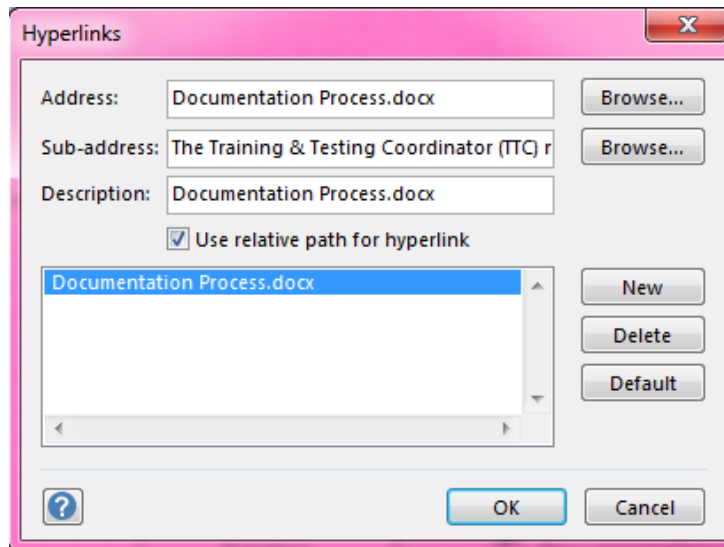 Hyperlinks
Address: Documentation Process.docx Browse...
Sub-address: The Training & Testing Coordinator (TTC) r Browse...
Description: Documentation Process.docx
Use relative path for hyperlink
Documentation Process.docx
New
Delete
Default
? OK Cancel